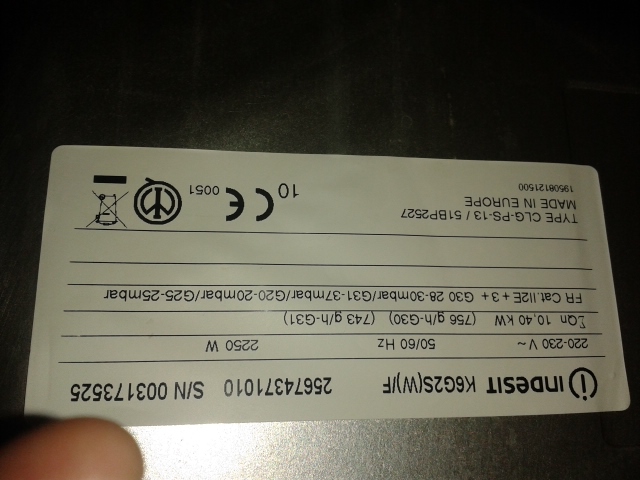 INDESIT K6G2S(W)/F 25674371010 S/N 003173525
220-230 V ~ 50/60 Hz 2250 W
ΣQn 10,40 kW (756 g/h-G30) (743 g/h-G31)
FR Cat.II2E + 3 + G30 28-30mbar/G31-37mbar/G20-20mbar/G25-25mbar
TYPE CLG-PS-13 / 51BP2527
MADE IN EUROPE
19508121500
10 CE 0051